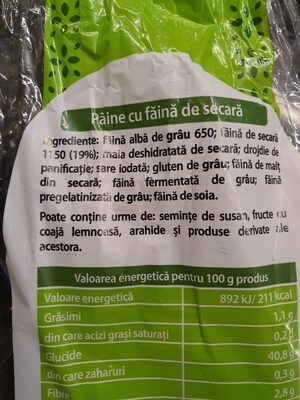 Pâine cu făină de secară
Ingrediente: făină albă de grâu 650; făină de secară
1150 (19%); maia deshidratată de secară; drojdie de
panificație; sare iodată; gluten de grâu; făină de malț
din secară; făină fermentată de grâu; făină
pregelatinizată de grâu; făină de soia.
Poate conține urme de: semințe de susan, fructe cu
coajă lemnoasă, arahide și produse derivate ale
acestora.
Valoarea energetică pentru 100 g produs
Valoare energetică 892 kJ/ 211 kcal
Grăsimi 1,1 g
din care acizi grași saturați 0,2 g
Glucide 40,8 g
din care zaharuri 0,3 g
Fibre 2,8 g